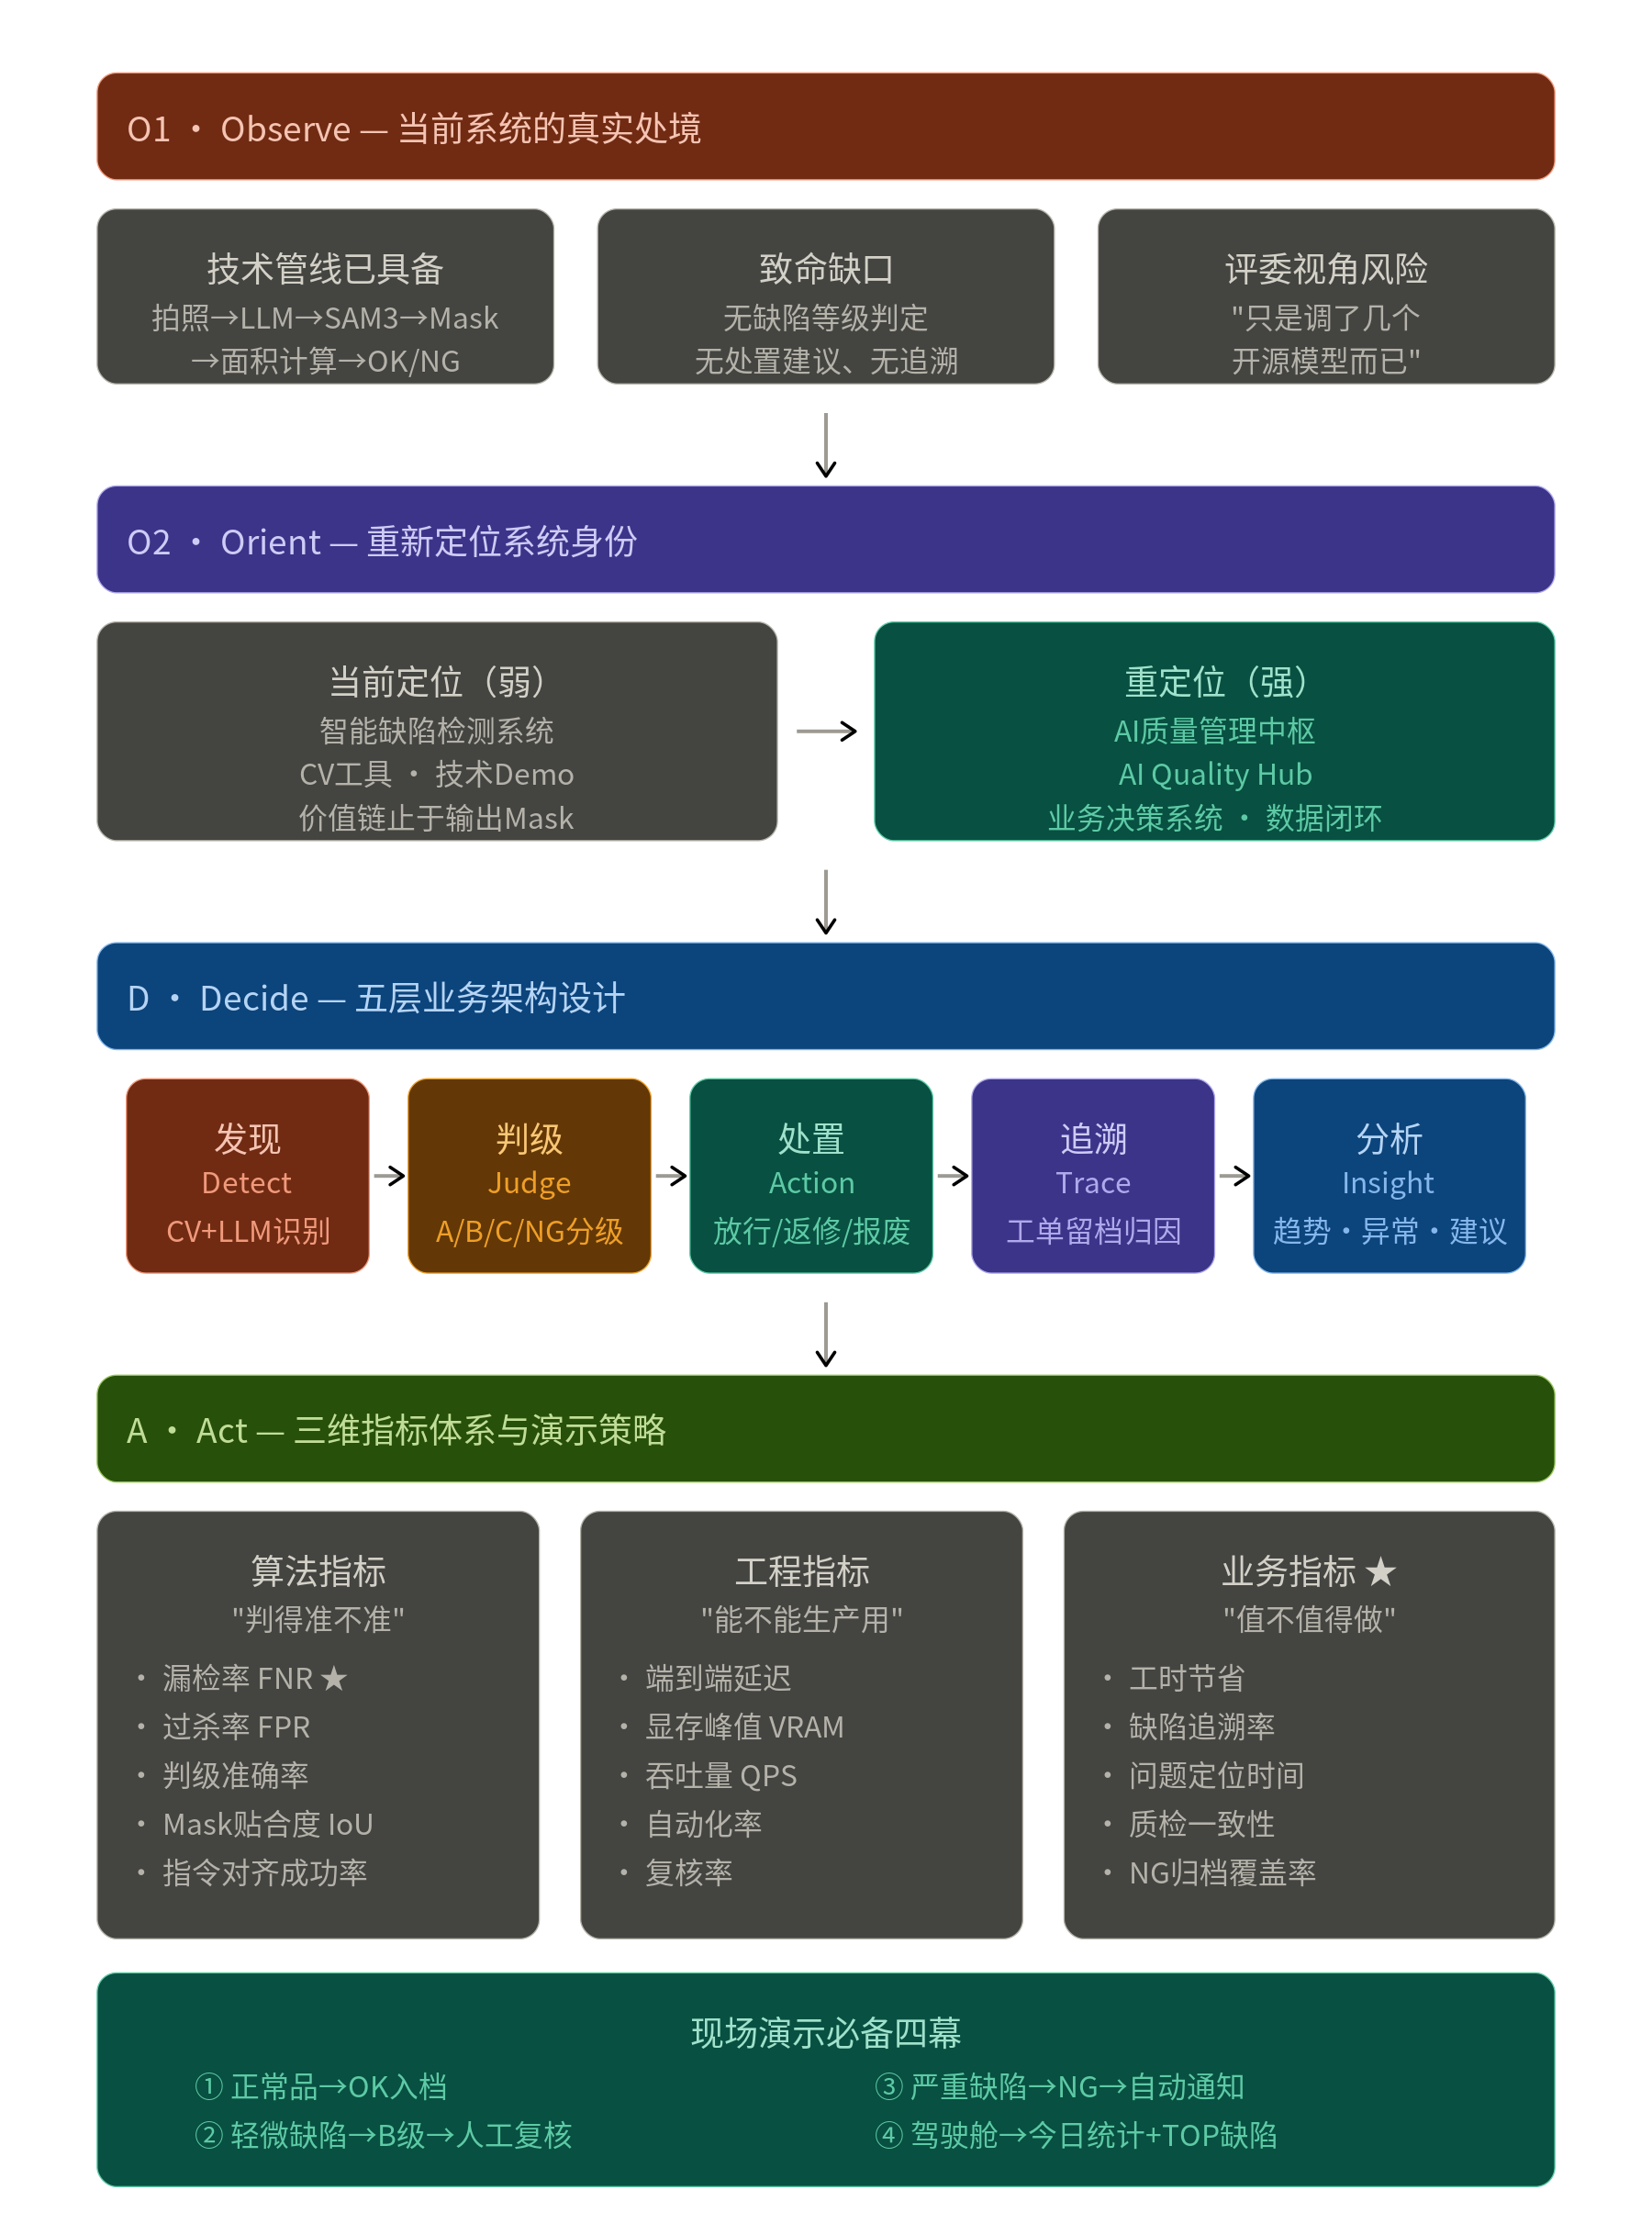 O1 · Observe — 当前系统的真实处境
技术管线已具备
拍照→LLM→SAM3→Mask
→面积计算→OK/NG
致命缺口
无缺陷等级判定
无处置建议、无追溯
评委视角风险
"只是调了几个
开源模型而已"
O2 · Orient — 重新定位系统身份
当前定位（弱）
智能缺陷检测系统
CV工具 · 技术Demo
价值链止于输出Mask
重定位（强）
AI质量管理中枢
AI Quality Hub
业务决策系统 · 数据闭环
D · Decide — 五层业务架构设计
发现
Detect
CV+LLM识别
判级
Judge
A/B/C/NG分级
处置
Action
放行/返修/报废
追溯
Trace
工单留档归因
分析
Insight
趋势·异常·建议
A · Act — 三维指标体系与演示策略
算法指标
"判得准不准"
· 漏检率 FNR ★
· 过杀率 FPR
· 判级准确率
· Mask贴合度 IoU
· 指令对齐成功率
工程指标
"能不能生产用"
· 端到端延迟
· 显存峰值 VRAM
· 吞吐量 QPS
· 自动化率
· 复核率
业务指标 ★
"值不值得做"
· 工时节省
· 缺陷追溯率
· 问题定位时间
· 质检一致性
· NG归档覆盖率
现场演示必备四幕
① 正常品→OK入档
② 轻微缺陷→B级→人工复核
③ 严重缺陷→NG→自动通知
④ 驾驶舱→今日统计+TOP缺陷